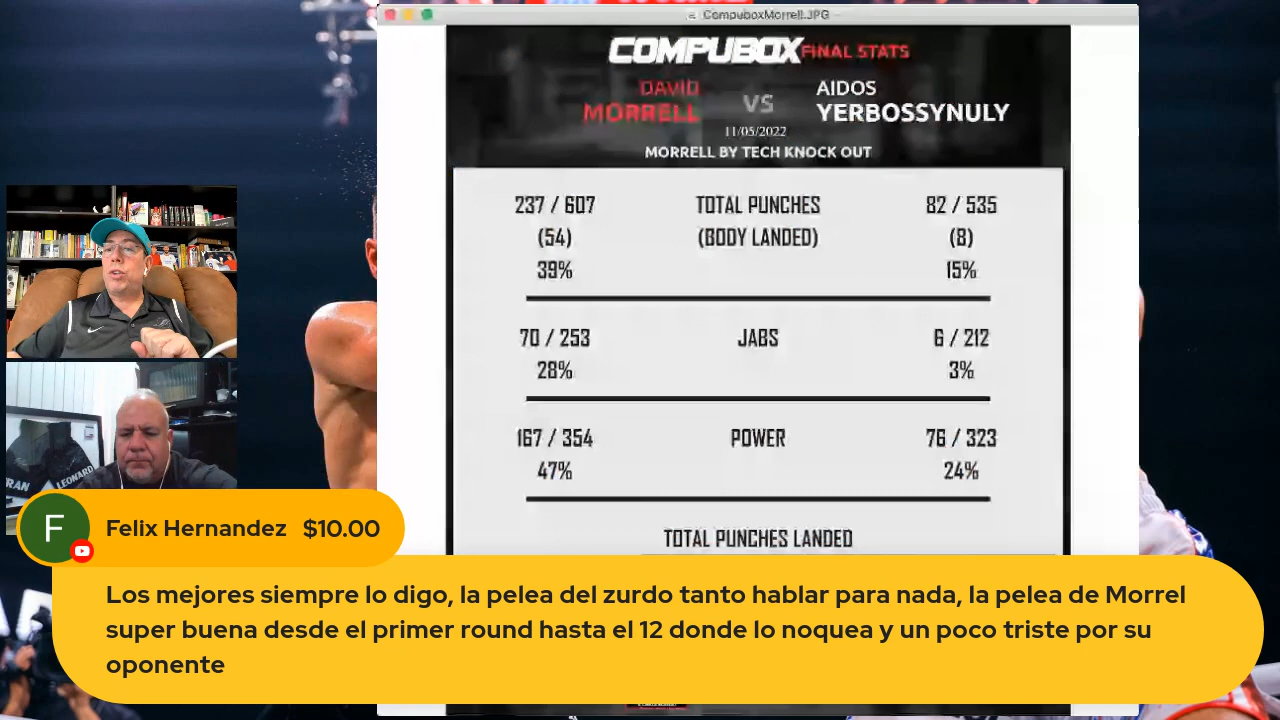 CompuboxMorrell.JPG
COMPUBOX FINAL STATS
DAVID
MORRELL
VS
AIDOS
YERBOSSYNULY
11/05/2022
MORRELL BY TECH KNOCK OUT
237 / 607 TOTAL PUNCHES 82 / 535
(54) (BODY LANDED) (8)
39% 15%
70 / 253 JABS 6 / 212
28% 3%
167 / 354 POWER 76 / 323
47% 24%
TOTAL PUNCHES LANDED
LEONARD
F
Felix Hernandez $10.00
Los mejores siempre lo digo, la pelea del zurdo tanto hablar para nada, la pelea de Morrel
super buena desde el primer round hasta el 12 donde lo noquea y un poco triste por su
oponente